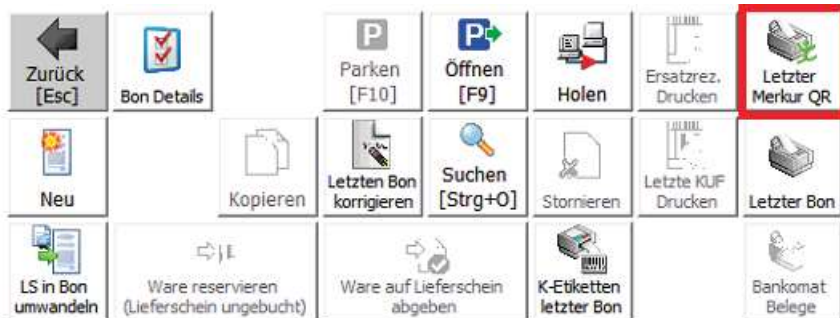 Zurück
[Esc]
Bon Details
P
Parken
[F10]
P
Öffnen
[F9]
Holen
Ersatzrez.
Drucken
Letzter
Merkur QR
Neu
Kopieren
Letzten Bon
korrigieren
Suchen
[Strg+O]
Stornieren
Letzte KUF
Drucken
Letzter Bon
LS in Bon
umwandeln
Ware reservieren
(Lieferschein ungebucht)
Ware auf Lieferschein
abgeben
K-Etiketten
letzter Bon
Bankomat
Belege